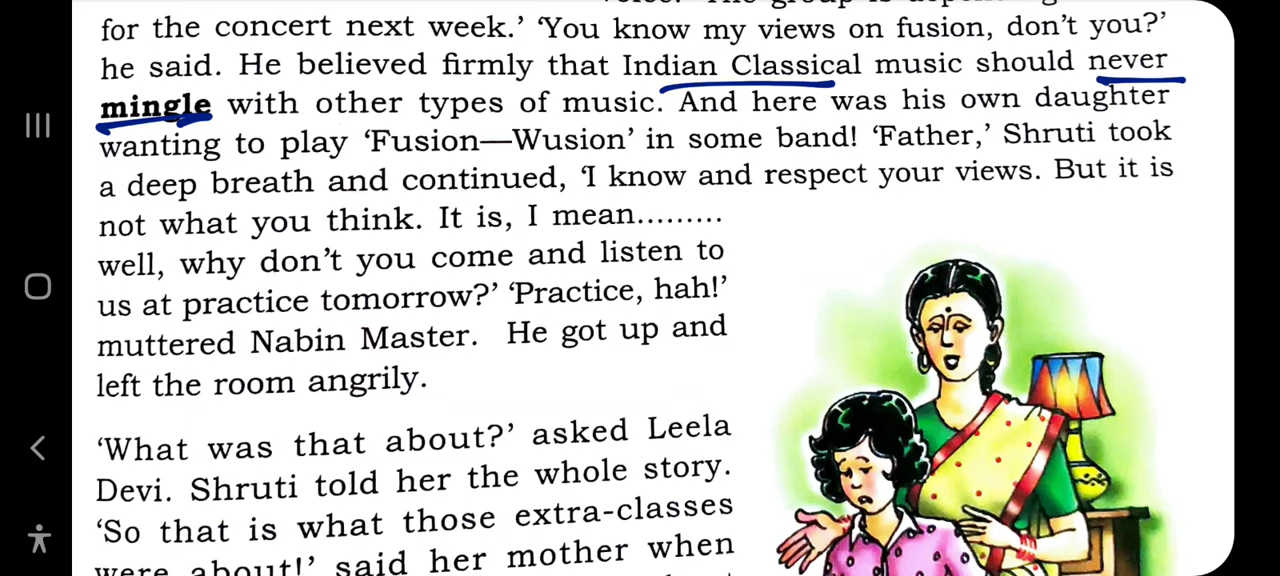 for the concert next week.’ ‘You know my views on fusion, don’t you?’
he said. He believed firmly that Indian Classical music should never
mingle with other types of music. And here was his own daughter
wanting to play ‘Fusion—Wusion’ in some band! ‘Father,’ Shruti took
a deep breath and continued, ‘I know and respect your views. But it is
not what you think. It is, I mean.........
well, why don’t you come and listen to
us at practice tomorrow?’ ‘Practice, hah!’
muttered Nabin Master. He got up and
left the room angrily.
‘What was that about?’ asked Leela
Devi. Shruti told her the whole story.
‘So that is what those extra-classes
were about!’ said her mother when